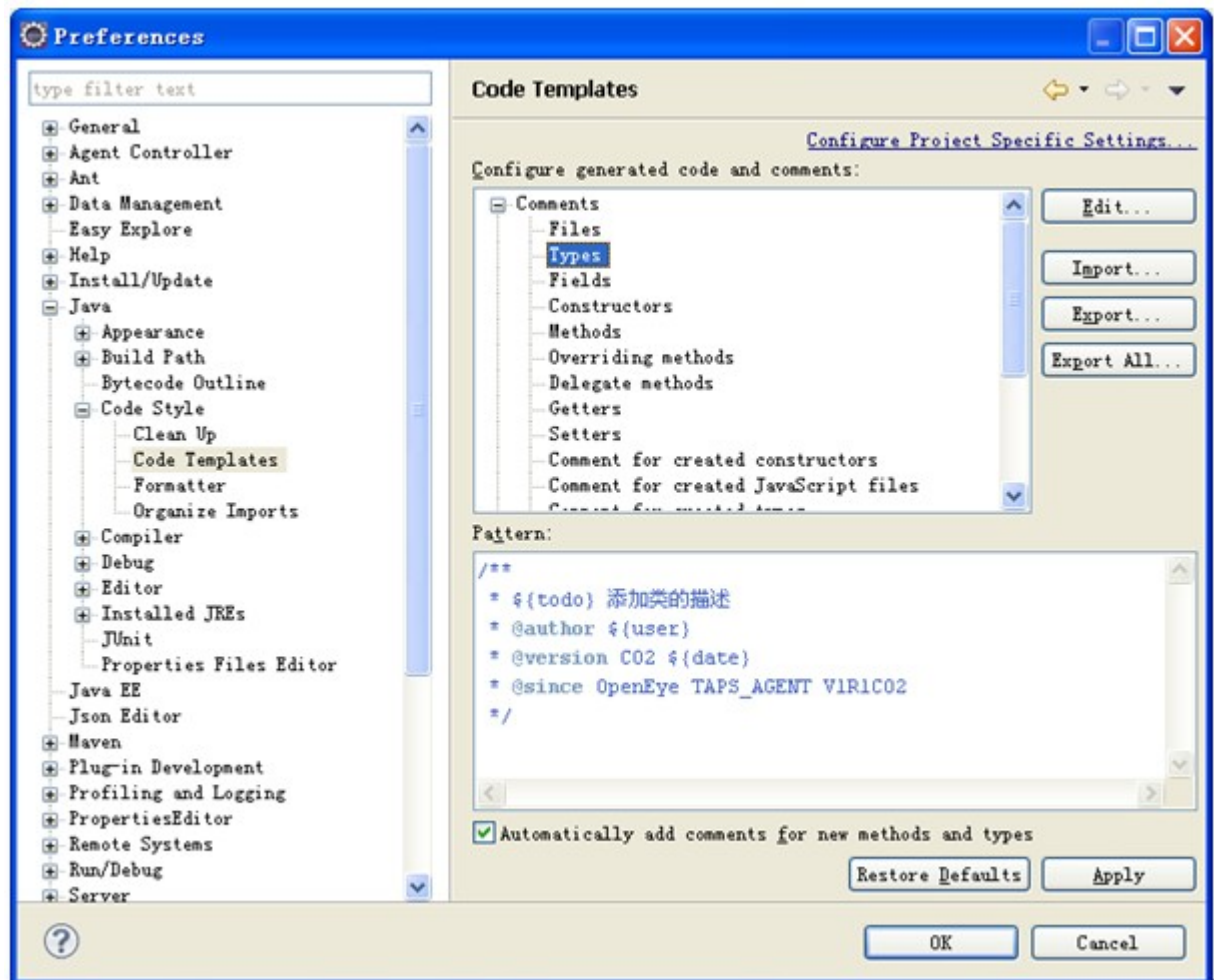 Preferences
type filter text
General
Agent Controller
Ant
Data Management
Easy Explore
Help
Install/Update
Java
Appearance
Build Path
Bytecode Outline
Code Style
Clean Up
Code Templates
Formatter
Organize Imports
Compiler
Debug
Editor
Installed JREs
JUnit
Properties Files Editor
Java EE
Json Editor
Maven
Plug-in Development
Profiling and Logging
PropertiesEditor
Remote Systems
Run/Debug
Server
Code Templates
Configure Project Specific Settings...
Configure generated code and comments:
Comments
Files
Types
Fields
Constructors
Methods
Overriding methods
Delegate methods
Getters
Setters
Comment for created constructors
Comment for created JavaScript files
Edit...
Import...
Export...
Export All...
Pattern:
/**
* ${todo} 添加类的描述
* @author ${user}
* @version C02 ${date}
* @since OpenEye TAPS_AGENT V1R1C02
*/
Automatically add comments for new methods and types
Restore Defaults
Apply
?
OK
Cancel